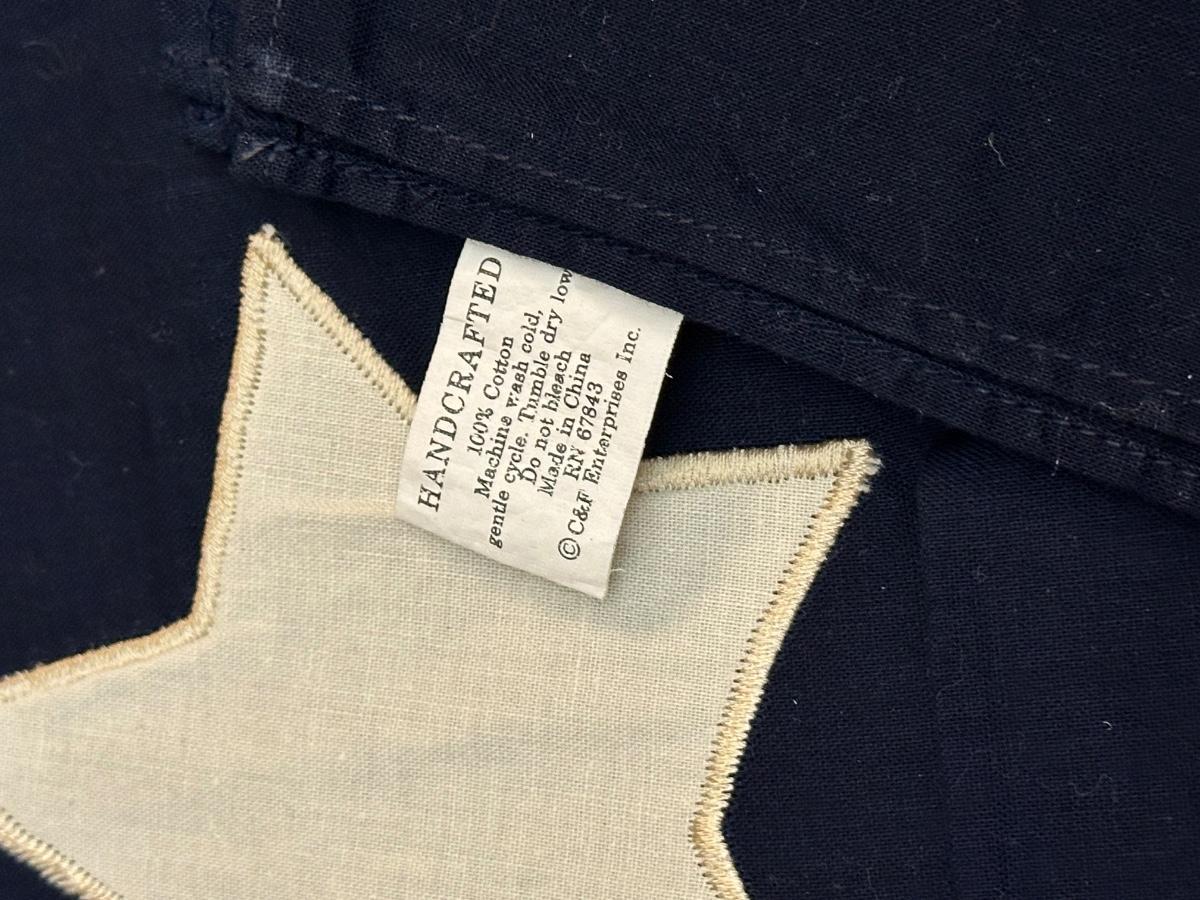 HANDCRAFTED
100% Cotton
Machine wash cold,
gentle cycle. Tumble dry low
Do not bleach
Made in China
RN 67843
©C&F Enterprises Inc.